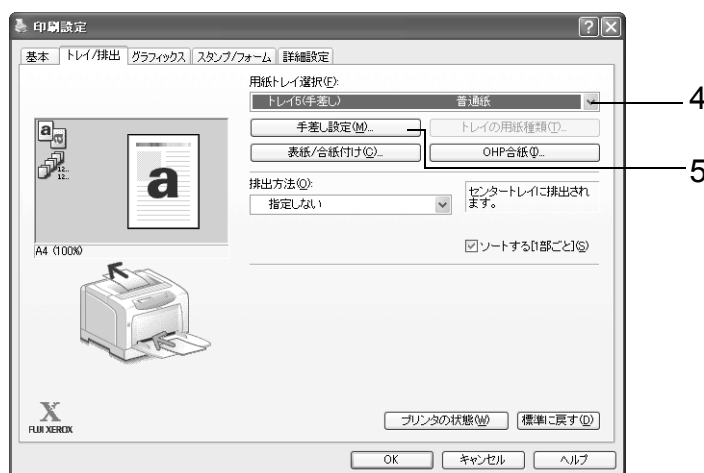 印刷設定
基本 トレイ/排出 グラフィックス スタンプ/フォーム 詳細設定
用紙トレイ選択(F):
トレイ5(手差し) 普通紙
4
手差し設定(M)... トレイの用紙種類(T)...
5
表紙/合紙付け(C)... OHP合紙(I)...
排出方法(O):
指定しない
センタートレイに排出され
ます。
ソートする[1部ごと](S)
a
a
12..
12..
a
A4 (100%)
X
FUJI XEROX
プリンタの状態(W) 標準に戻す(D)
OK キャンセル ヘルプ